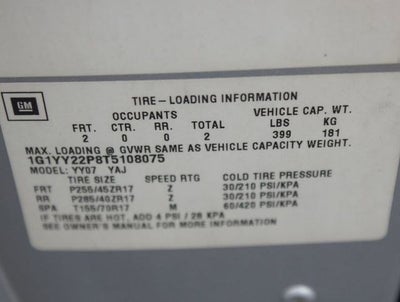 GM
TIRE-LOADING INFORMATION
OCCUPANTS VEHICLE CAP. WT.
FRT. CTR. RR. TOTAL LBS KG
2 0 0 2 399 181
MAX. LOADING @ GVWR SAME AS VEHICLE CAPACITY WEIGHT.
1G1YY22P8T5108075
MODEL: YY07 YAJ
TIRE SIZE SPEED RTG COLD TIRE PRESSURE
FRT P255/45ZR17 Z 30/210 PSI/KPA
RR P285/40ZR17 Z 30/210 PSI/KPA
SPA T155/70R17 M 60/420 PSI/KPA
IF TIRES ARE HOT, ADD 4 PSI / 28 KPA
SEE OWNER'S MANUAL FOR MORE INFORMATION